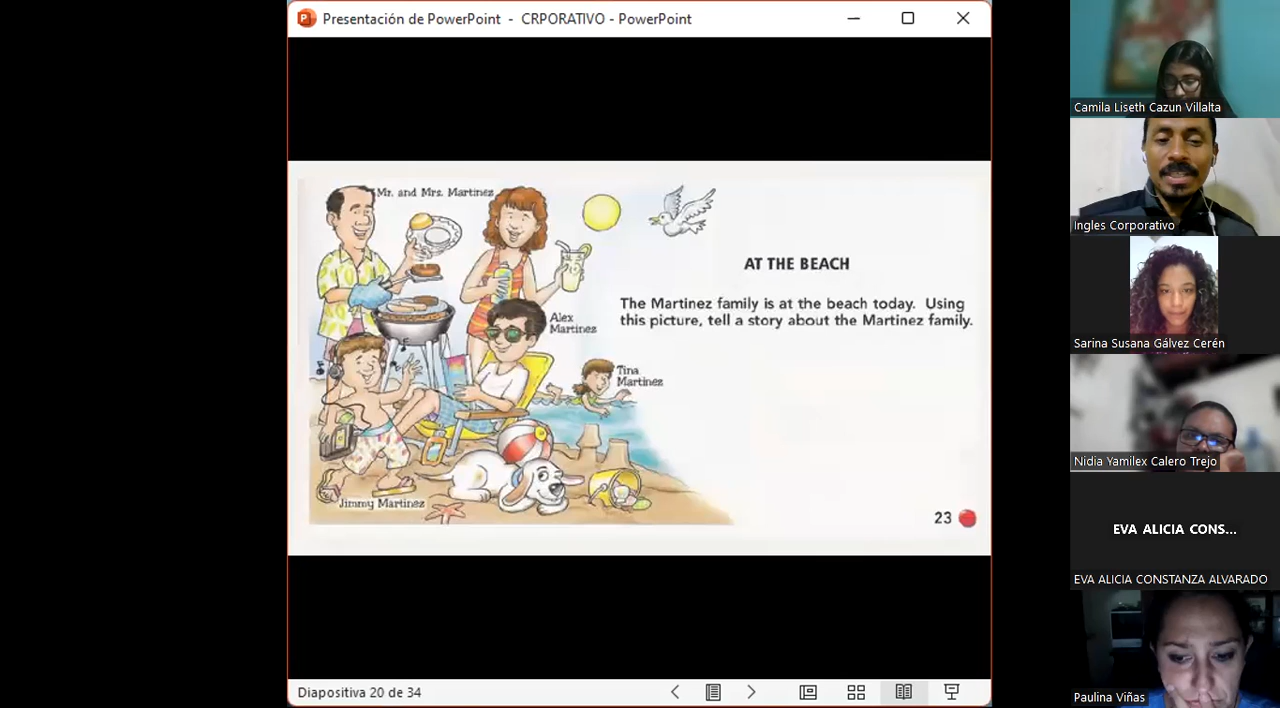 Presentación de PowerPoint - CRPORATIVO - PowerPoint
Mr. and Mrs. Martinez
AT THE BEACH
The Martinez family is at the beach today. Using
this picture, tell a story about the Martinez family.
Alex
Martinez
Tina
Martinez
Jimmy Martinez
23
Diapositiva 20 de 34
Camila Liseth Cazun Villalta
Ingles Corporativo
Sarina Susana Gálvez Cerén
Nidia Yamilex Calero Trejo
EVA ALICIA CONS...
EVA ALICIA CONSTANZA ALVARADO
Paulina Viñas